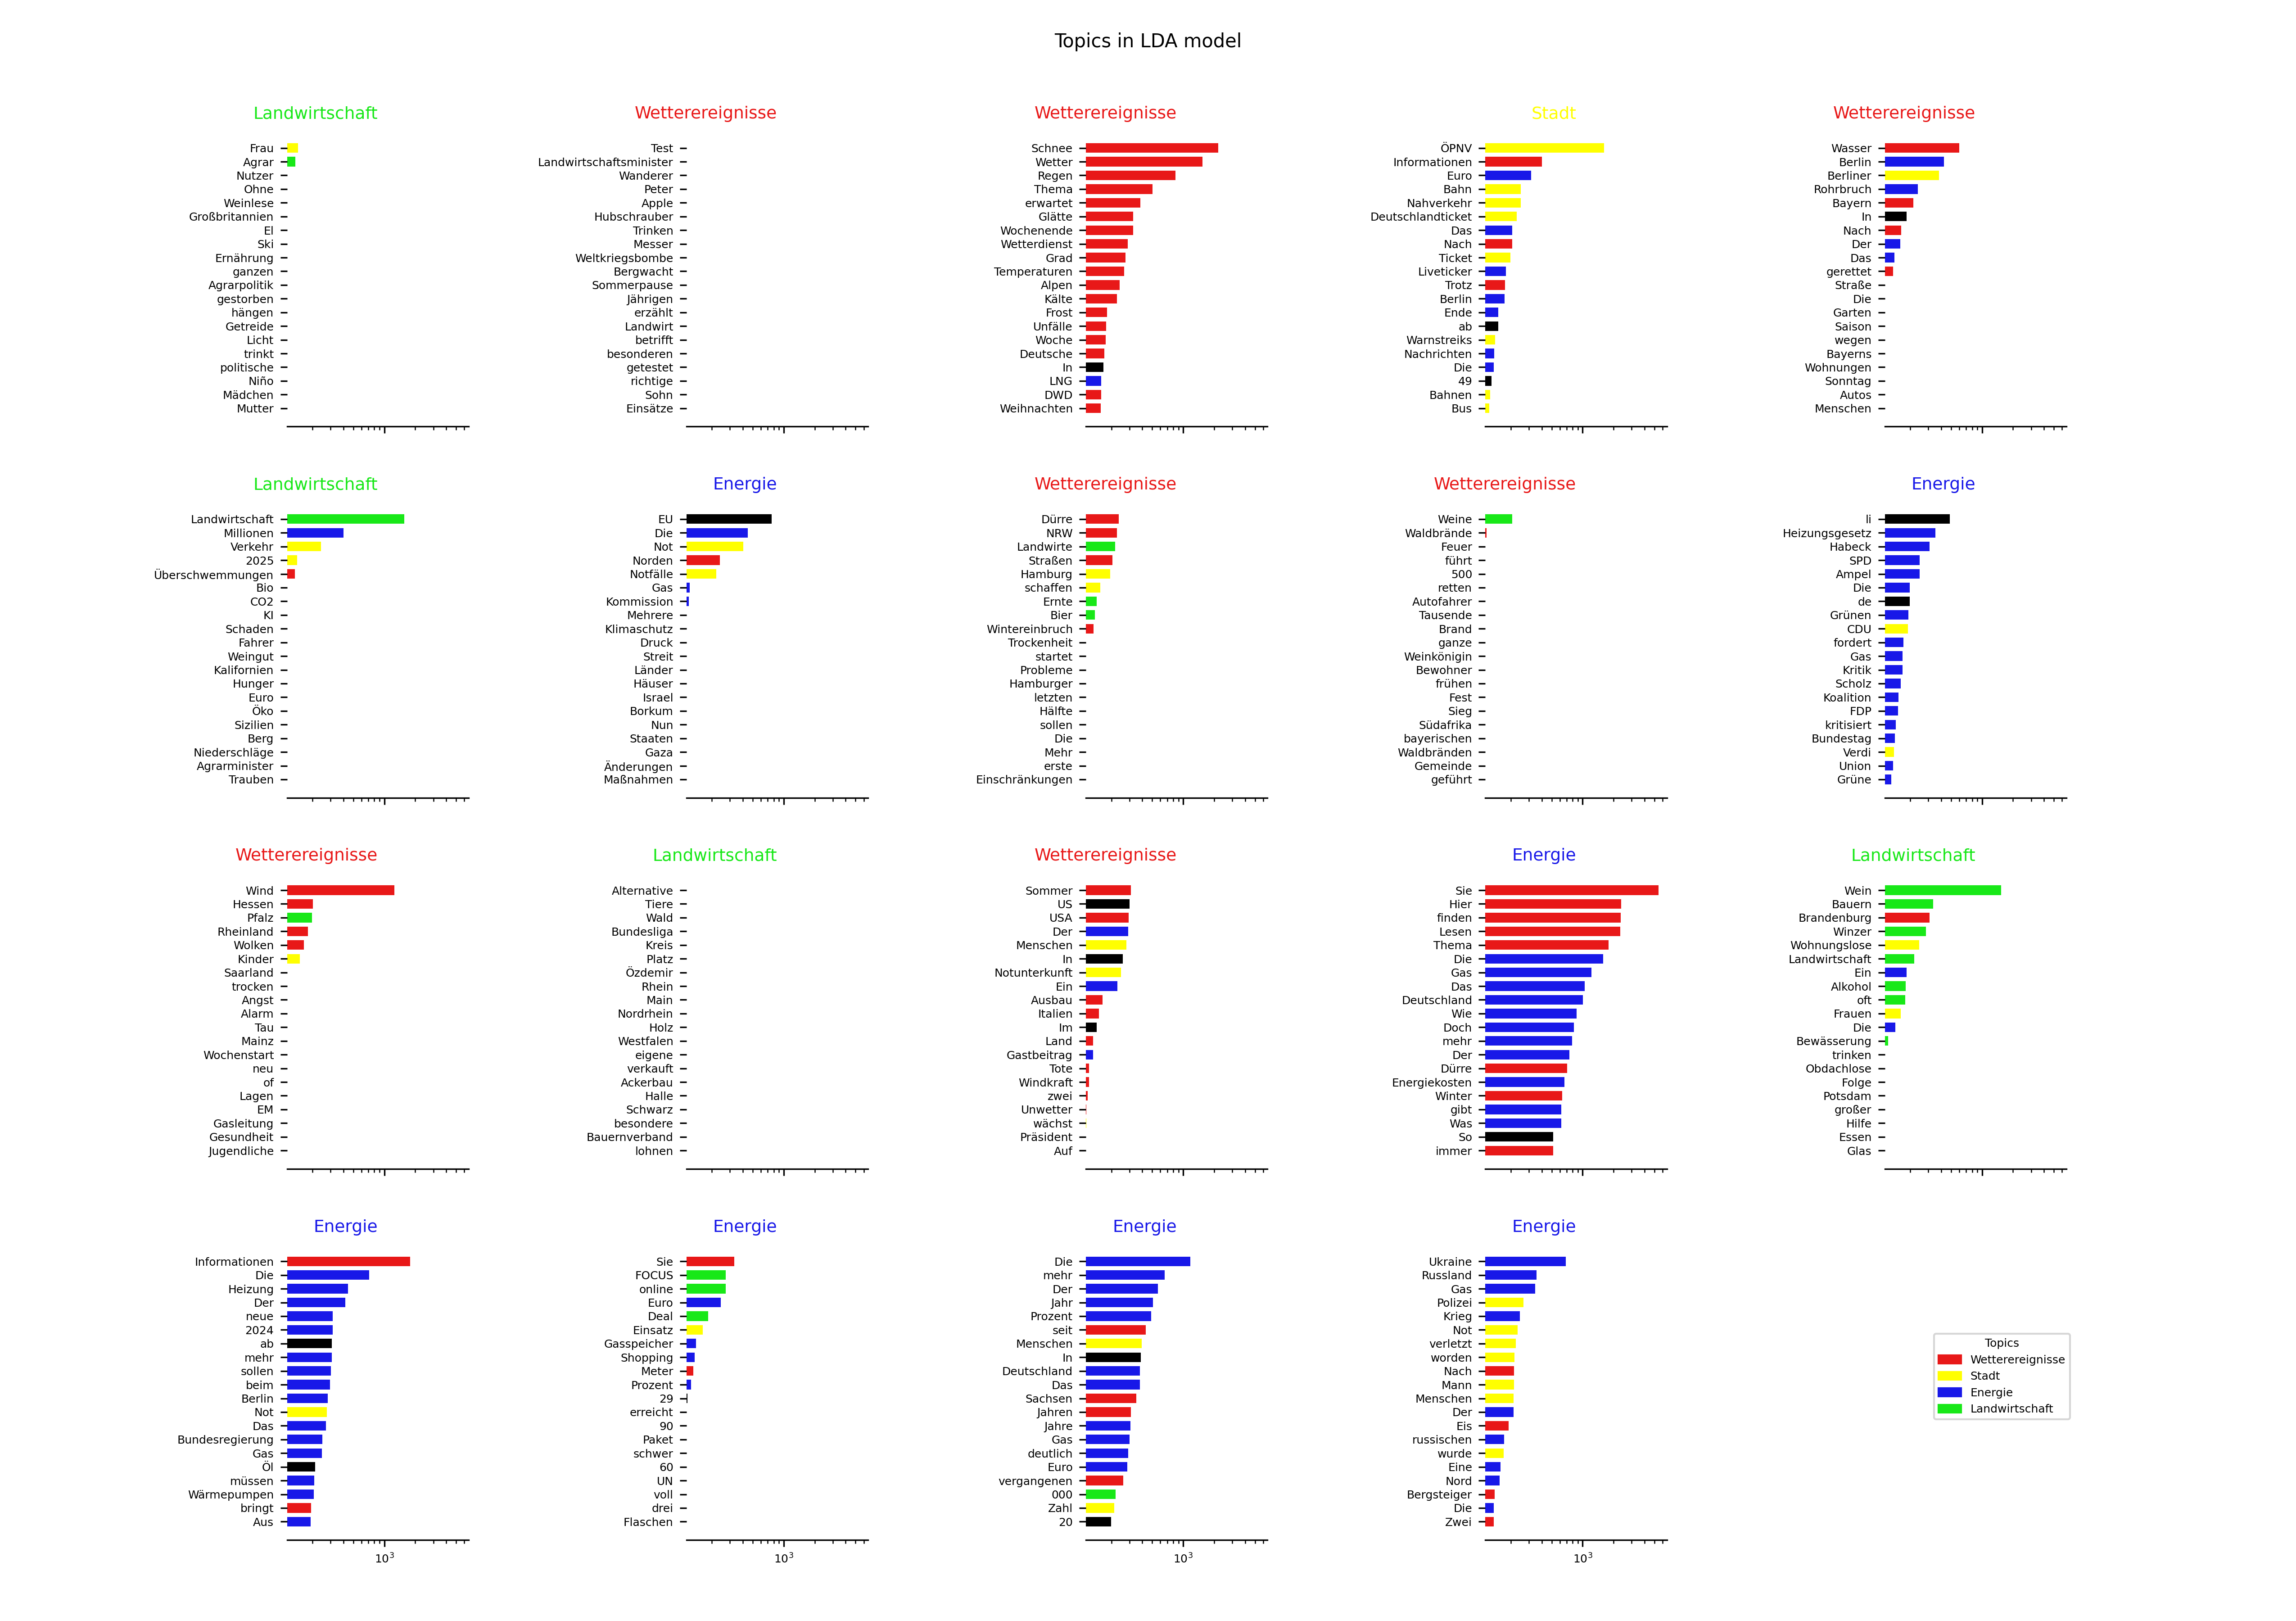 Topics in LDA model
Landwirtschaft
Frau
Agrar
Nutzer
Ohne
Weinlese
Großbritannien
El
Ski
Ernährung
ganzen
Agrarpolitik
gestorben
hängen
Getreide
Licht
trinkt
politische
Niño
Mädchen
Mutter
Wetterereignisse
Test
Landwirtschaftsminister
Wanderer
Peter
Apple
Hubschrauber
Trinken
Messer
Weltkriegsbombe
Bergwacht
Sommerpause
Jährigen
erzählt
Landwirt
betrifft
besonderen
getestet
richtige
Sohn
Einsätze
Wetterereignisse
Schnee
Wetter
Regen
Thema
erwartet
Glätte
Wochenende
Wetterdienst
Grad
Temperaturen
Alpen
Kälte
Frost
Unfälle
Woche
Deutsche
In
LNG
DWD
Weihnachten
Stadt
ÖPNV
Informationen
Euro
Bahn
Nahverkehr
Deutschlandticket
Das
Nach
Ticket
Liveticker
Trotz
Berlin
Ende
ab
Warnstreiks
Nachrichten
Die
49
Bahnen
Bus
Wetterereignisse
Wasser
Berlin
Berliner
Rohrbruch
Bayern
In
Nach
Der
Das
gerettet
Straße
Die
Garten
Saison
wegen
Bayerns
Wohnungen
Sonntag
Autos
Menschen
Landwirtschaft
Landwirtschaft
Millionen
Verkehr
2025
Überschwemmungen
Bio
CO2
KI
Schaden
Fahrer
Weingut
Kalifornien
Hunger
Euro
Öko
Sizilien
Berg
Niederschläge
Agrarminister
Trauben
Energie
EU
Die
Not
Norden
Notfälle
Gas
Kommission
Mehrere
Klimaschutz
Druck
Streit
Länder
Häuser
Israel
Borkum
Nun
Staaten
Gaza
Änderungen
Maßnahmen
Wetterereignisse
Dürre
NRW
Landwirte
Straßen
Hamburg
schaffen
Ernte
Bier
Wintereinbruch
Trockenheit
startet
Probleme
Hamburger
letzten
Hälfte
sollen
Die
Mehr
erste
Einschränkungen
Wetterereignisse
Weine
Waldbrände
Feuer
führt
500
retten
Autofahrer
Tausende
Brand
ganze
Weinkönigin
Bewohner
frühen
Fest
Sieg
Südafrika
bayerischen
Waldbränden
Gemeinde
geführt
Energie
li
Heizungsgesetz
Habeck
SPD
Ampel
Die
de
Grünen
CDU
fordert
Gas
Kritik
Scholz
Koalition
FDP
kritisiert
Bundestag
Verdi
Union
Grüne
Wetterereignisse
Wind
Hessen
Pfalz
Rheinland
Wolken
Kinder
Saarland
trocken
Angst
Alarm
Tau
Mainz
Wochenstart
neu
of
Lagen
EM
Gasleitung
Gesundheit
Jugendliche
Landwirtschaft
Alternative
Tiere
Wald
Bundesliga
Kreis
Platz
Özdemir
Rhein
Main
Nordrhein
Holz
Westfalen
eigene
verkauft
Ackerbau
Halle
Schwarz
besondere
Bauernverband
lohnen
Wetterereignisse
Sommer
US
USA
Der
Menschen
In
Notunterkunft
Ein
Ausbau
Italien
Im
Land
Gastbeitrag
Tote
Windkraft
zwei
Unwetter
wächst
Präsident
Auf
Energie
Sie
Hier
finden
Lesen
Thema
Die
Gas
Das
Deutschland
Wie
Doch
mehr
Der
Dürre
Energiekosten
Winter
gibt
Was
So
immer
Landwirtschaft
Wein
Bauern
Brandenburg
Winzer
Wohnungslose
Landwirtschaft
Ein
Alkohol
oft
Frauen
Die
Bewässerung
trinken
Obdachlose
Folge
Potsdam
großer
Hilfe
Essen
Glas
Energie
Informationen
Die
Heizung
Der
neue
2024
ab
mehr
sollen
beim
Berlin
Not
Das
Bundesregierung
Gas
Öl
müssen
Wärmepumpen
bringt
Aus
10³
Energie
Sie
FOCUS
online
Euro
Deal
Einsatz
Gasspeicher
Shopping
Meter
Prozent
29
erreicht
90
Paket
schwer
60
UN
voll
drei
Flaschen
10³
Energie
Die
mehr
Der
Jahr
Prozent
seit
Menschen
In
Deutschland
Das
Sachsen
Jahren
Jahre
Gas
deutlich
Euro
vergangenen
000
Zahl
20
10³
Energie
Ukraine
Russland
Gas
Polizei
Krieg
Not
verletzt
worden
Nach
Mann
Menschen
Der
Eis
russischen
wurde
Eine
Nord
Bergsteiger
Die
Zwei
10³
Topics
Wetterereignisse
Stadt
Energie
Landwirtschaft